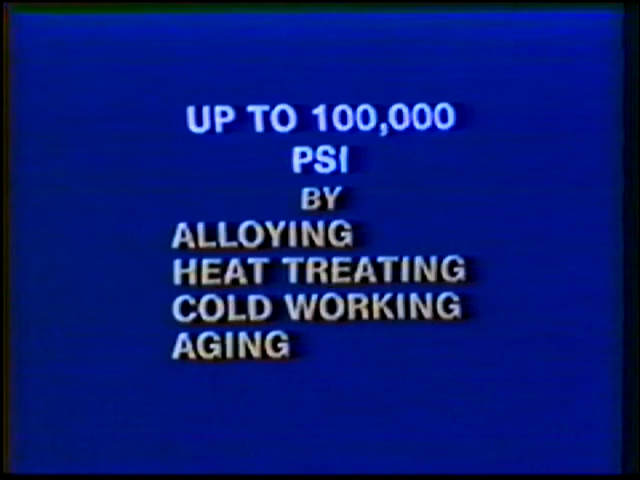 UP TO 100,000
PSI
BY
ALLOYING
HEAT TREATING
COLD WORKING
AGING